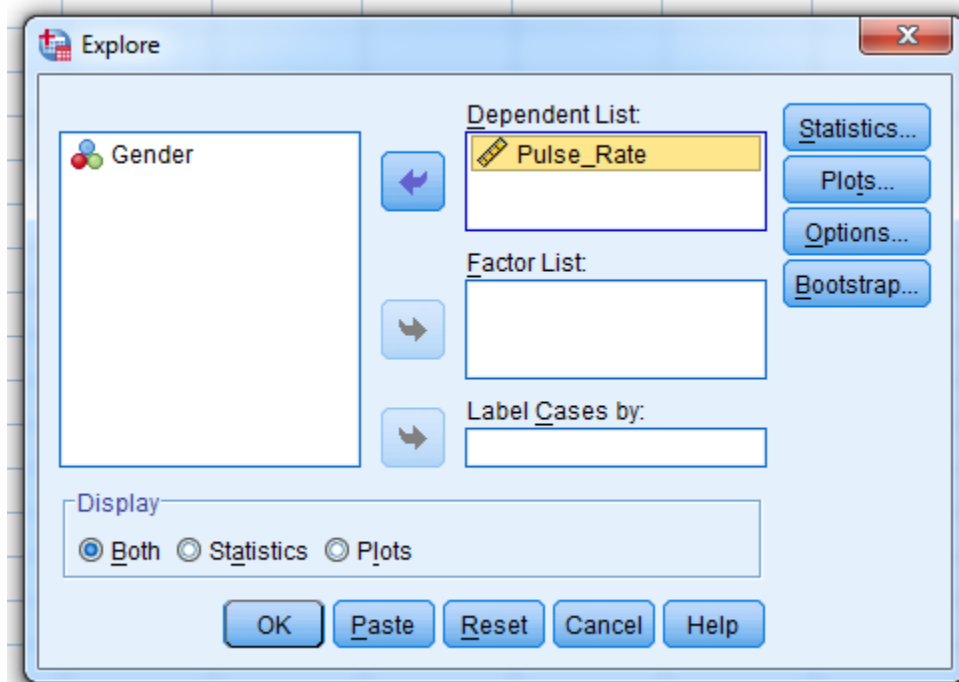 Explore
Gender
Dependent List:
Pulse_Rate
Factor List:
Label Cases by:
Statistics...
Plots...
Options...
Bootstrap...
Display
Both Statistics Plots
OK Paste Reset Cancel Help